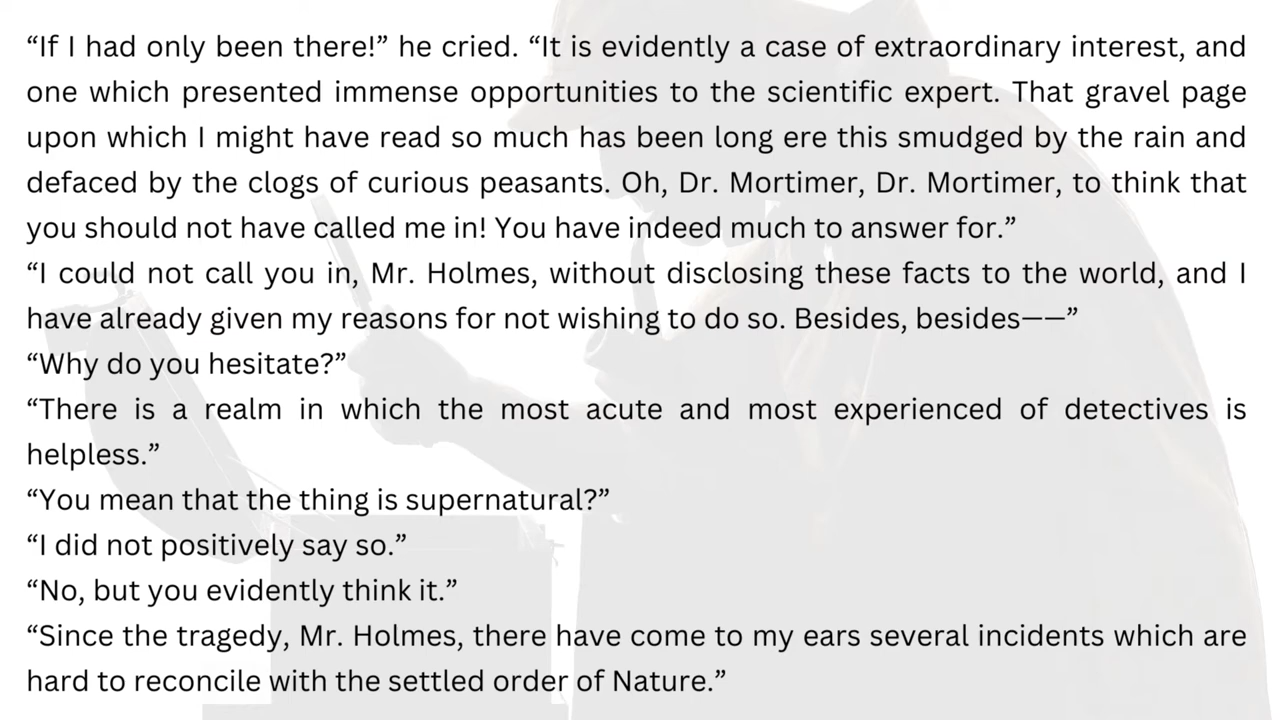 “If I had only been there!” he cried. “It is evidently a case of extraordinary interest, and
one which presented immense opportunities to the scientific expert. That gravel page
upon which I might have read so much has been long ere this smudged by the rain and
defaced by the clogs of curious peasants. Oh, Dr. Mortimer, Dr. Mortimer, to think that
you should not have called me in! You have indeed much to answer for.”
“I could not call you in, Mr. Holmes, without disclosing these facts to the world, and I
have already given my reasons for not wishing to do so. Besides, besides——”
“Why do you hesitate?”
“There is a realm in which the most acute and most experienced of detectives is
helpless.”
“You mean that the thing is supernatural?”
“I did not positively say so.”
“No, but you evidently think it.”
“Since the tragedy, Mr. Holmes, there have come to my ears several incidents which are
hard to reconcile with the settled order of Nature.”